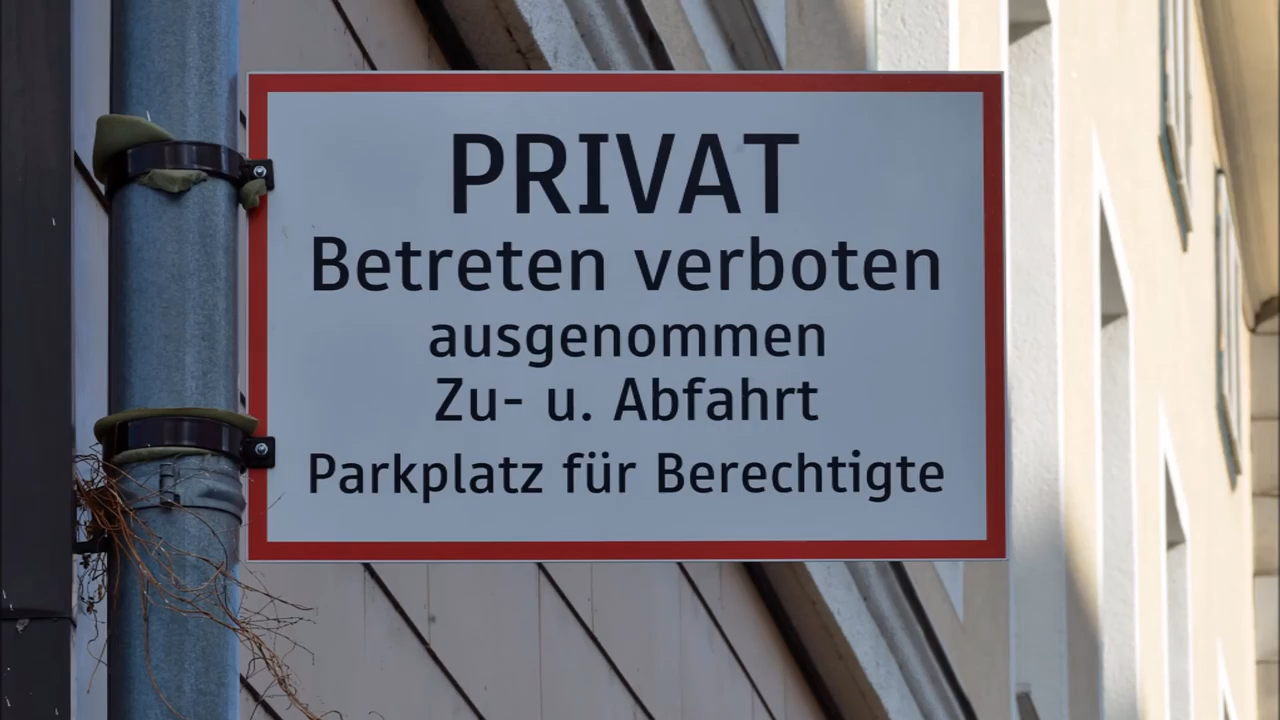 PRIVAT
Betreten verboten
ausgenommen
Zu- u. Abfahrt
Parkplatz für Berechtigte